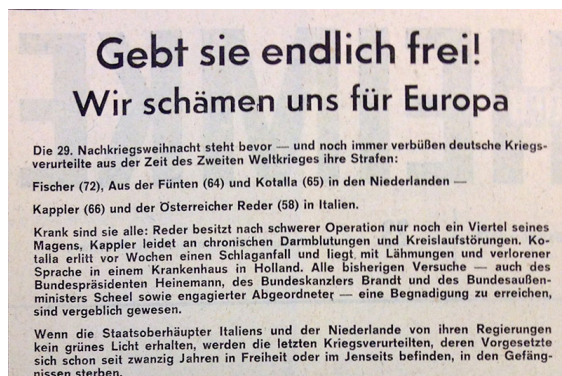 Gebt sie endlich frei!
Wir schämen uns für Europa
Die 29. Nachkriegsweihnacht steht bevor — und noch immer verbüßen deutsche Kriegs-
verurteilte aus der Zeit des Zweiten Weltkrieges ihre Strafen:
Fischer (72), Aus der Fünten (64) und Kotalla (65) in den Niederlanden —
Kappler (66) und der Österreicher Reder (58) in Italien.
Krank sind sie alle: Reder besitzt nach schwerer Operation nur noch ein Viertel seines
Magens, Kappler leidet an chronischen Darmblutungen und Kreislaufstörungen. Ko-
talla erlitt vor Wochen einen Schlaganfall und liegt mit Lähmungen und verlorener
Sprache in einem Krankenhaus in Holland. Alle bisherigen Versuche — auch des
Bundespräsidenten Heinemann, des Bundeskanzlers Brandt und des Bundesaußen-
ministers Scheel sowie engagierter Abgeordneter — eine Begnadigung zu erreichen,
sind vergeblich gewesen.
Wenn die Staatsoberhäupter Italiens und der Niederlande von ihren Regierungen
kein grünes Licht erhalten, werden die letzten Kriegsverurteilten, deren Vorgesetzte
sich schon seit zwanzig Jahren in Freiheit oder im Jenseits befinden, in den Gefäng-
nissen sterben.